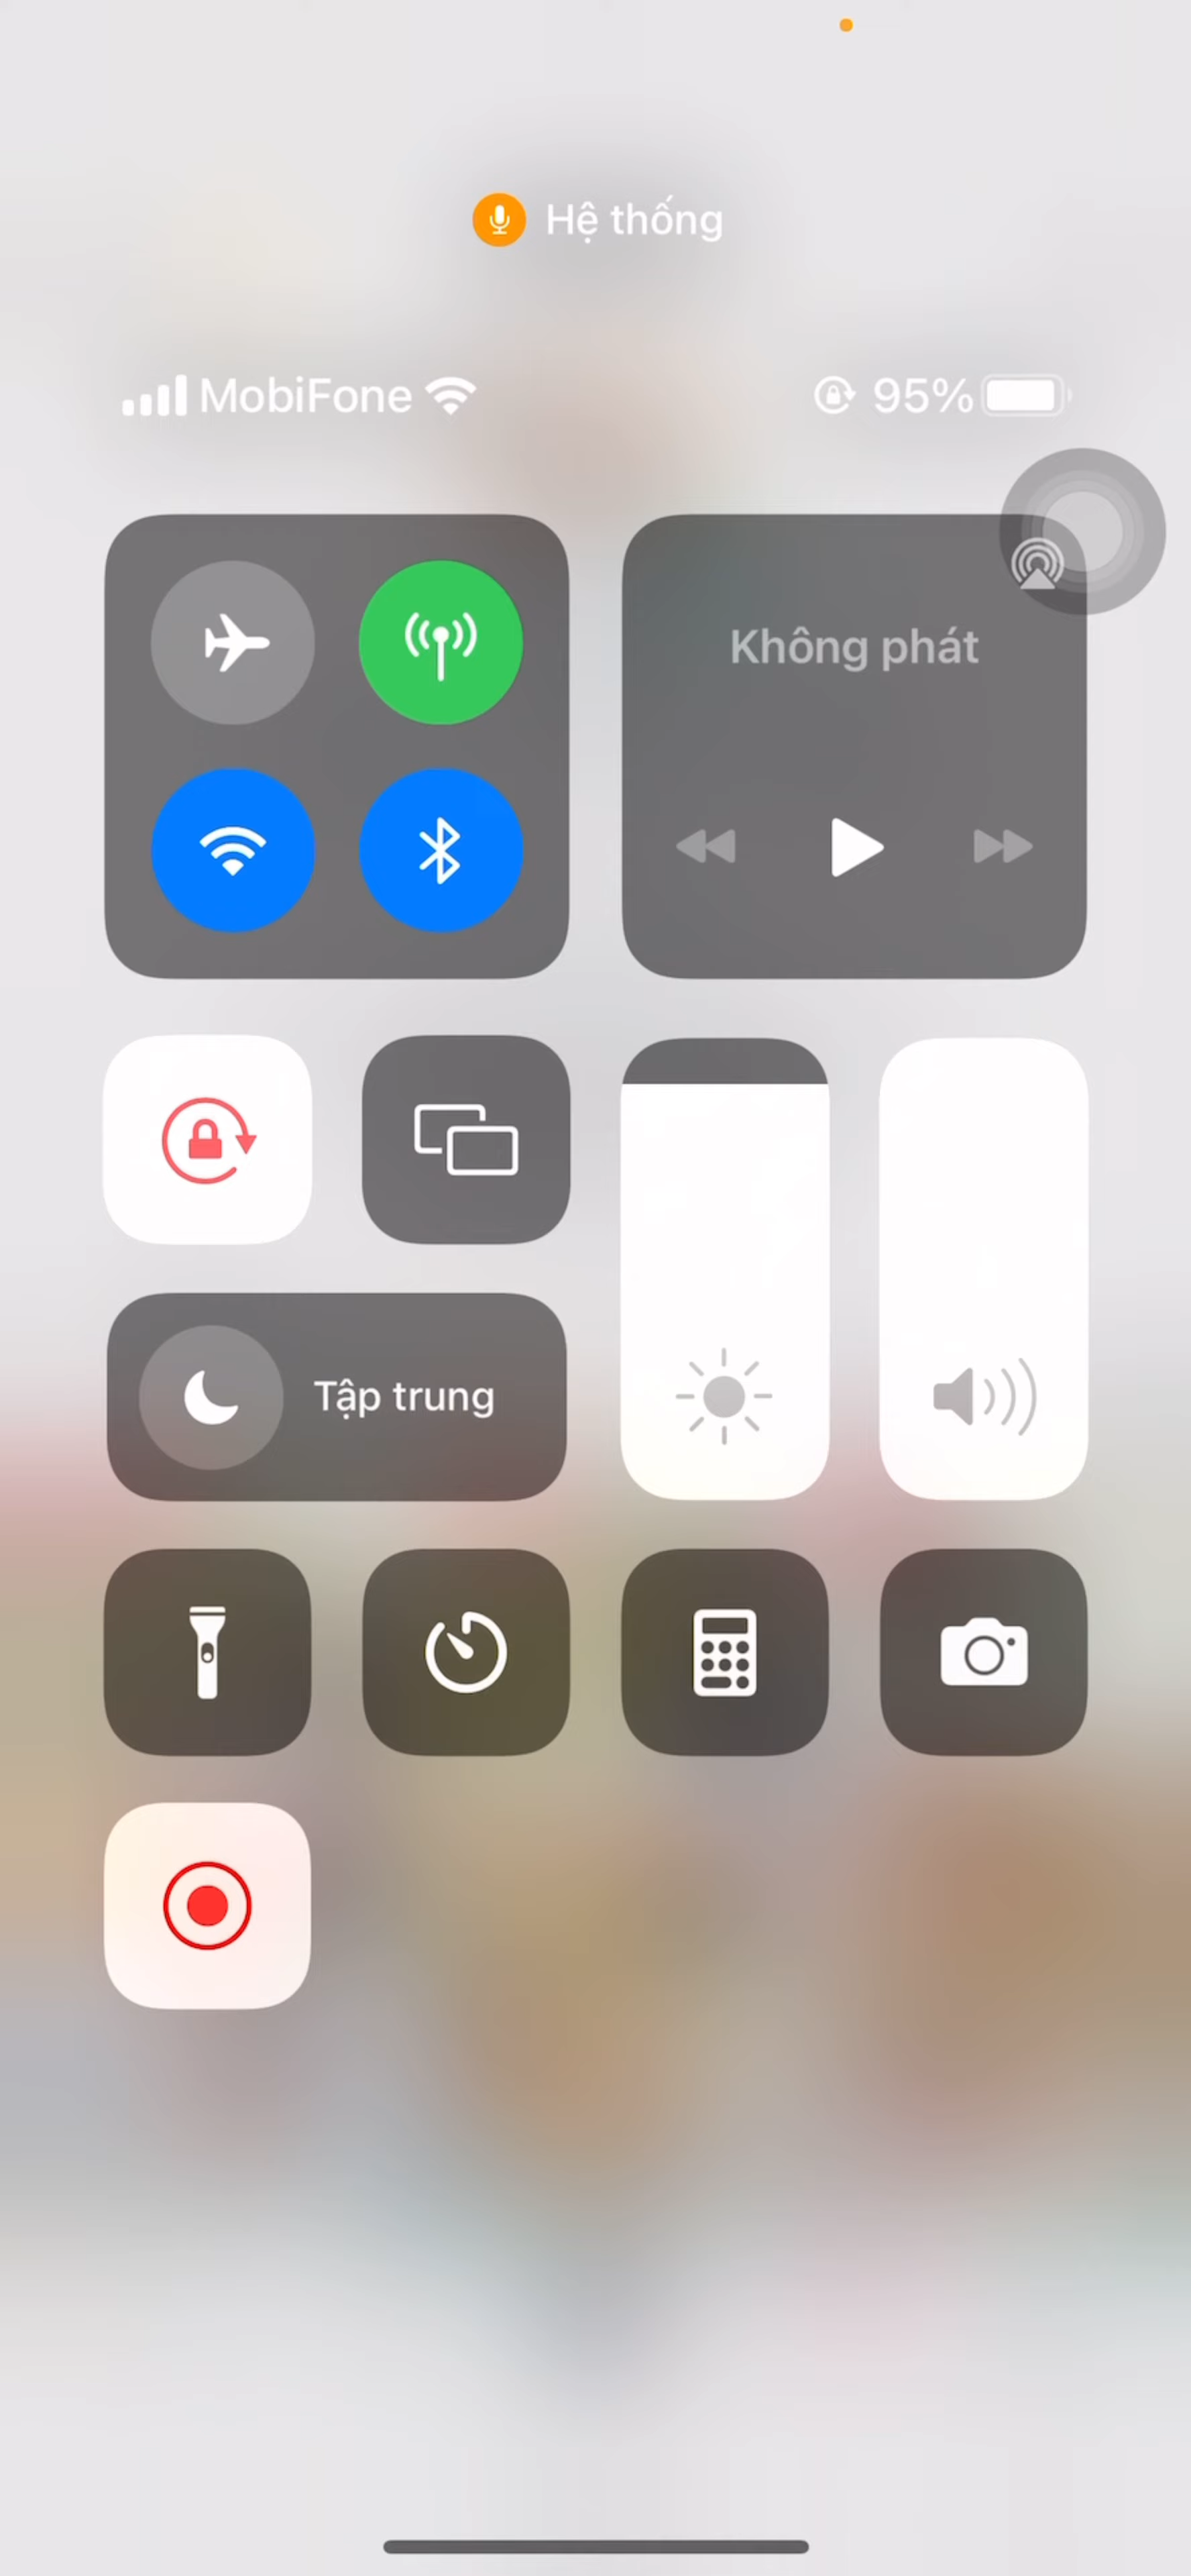 Hệ thống
MobiFone 95%
Không phát
Tập trung